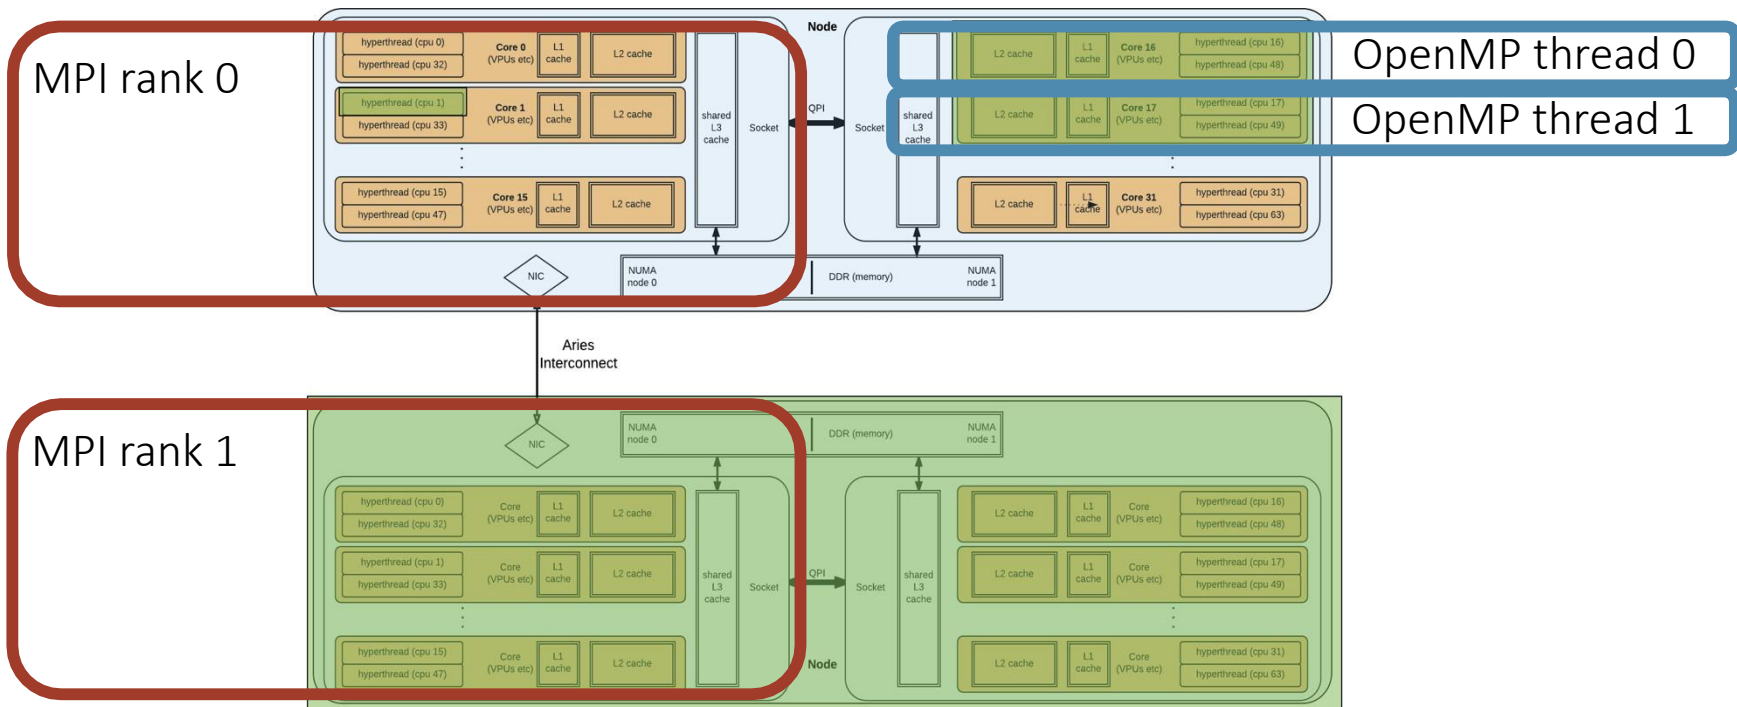 MPI rank 0
Node
hyperthread (cpu 0)
hyperthread (cpu 32)
Core 0
(VPUs etc)
L1
cache
L2 cache
hyperthread (cpu 1)
hyperthread (cpu 33)
Core 1
(VPUs etc)
L1
cache
L2 cache
hyperthread (cpu 15)
hyperthread (cpu 47)
Core 15
(VPUs etc)
L1
cache
L2 cache
shared
L3
cache
Socket
QPI
Socket
shared
L3
cache
L2 cache
L1
cache
Core 16
(VPUs etc)
hyperthread (cpu 16)
hyperthread (cpu 48)
OpenMP thread 0
L2 cache
L1
cache
Core 17
(VPUs etc)
hyperthread (cpu 17)
hyperthread (cpu 49)
OpenMP thread 1
L2 cache
L1
cache
Core 31
(VPUs etc)
hyperthread (cpu 31)
hyperthread (cpu 63)
NIC
NUMA
node 0
DDR (memory)
NUMA
node 1
Aries
Interconnect
MPI rank 1
NIC
NUMA
node 0
DDR (memory)
NUMA
node 1
hyperthread (cpu 0)
hyperthread (cpu 32)
Core
(VPUs etc)
L1
cache
L2 cache
hyperthread (cpu 1)
hyperthread (cpu 33)
Core
(VPUs etc)
L1
cache
L2 cache
hyperthread (cpu 15)
hyperthread (cpu 47)
Core
(VPUs etc)
L1
cache
L2 cache
shared
L3
cache
Socket
QPI
Node
Socket
shared
L3
cache
L2 cache
L1
cache
Core
(VPUs etc)
hyperthread (cpu 16)
hyperthread (cpu 48)
L2 cache
L1
cache
Core
(VPUs etc)
hyperthread (cpu 17)
hyperthread (cpu 49)
L2 cache
L1
cache
Core
(VPUs etc)
hyperthread (cpu 31)
hyperthread (cpu 63)